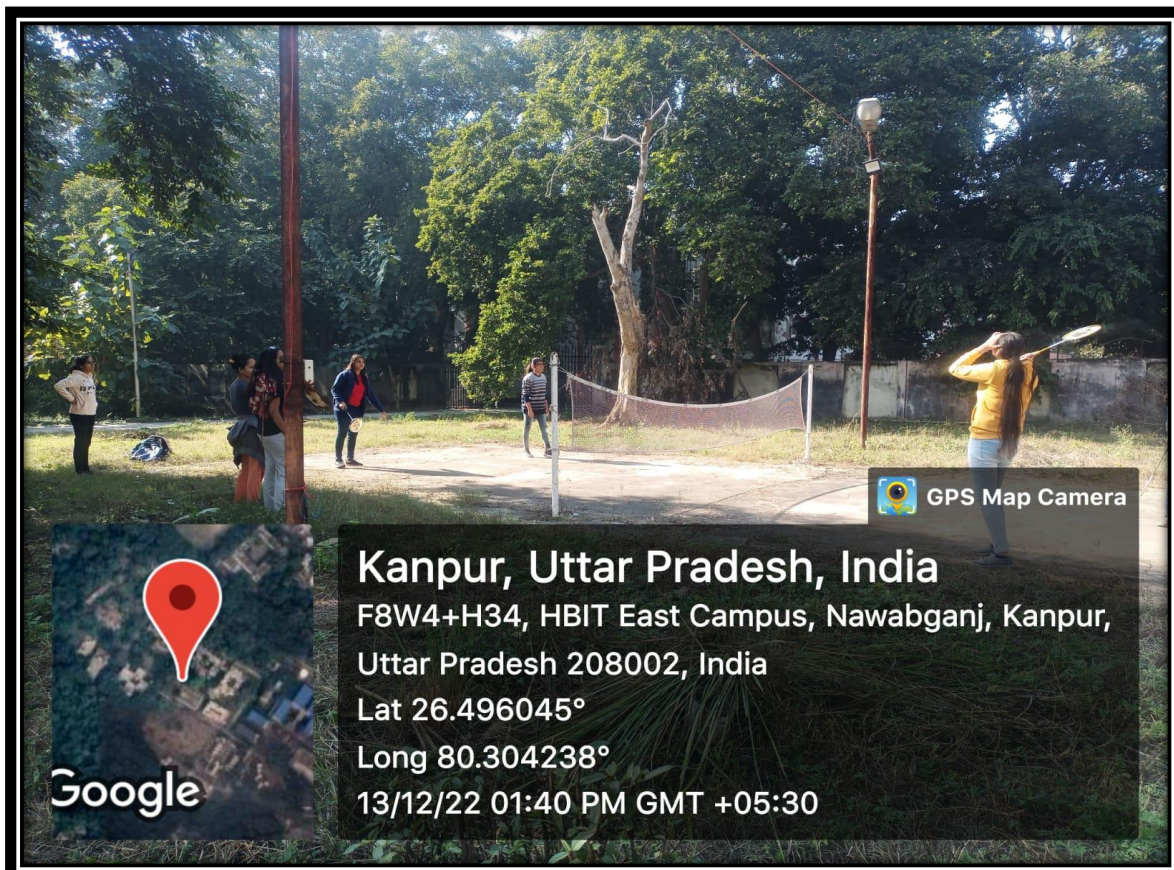 GPS Map Camera
Kanpur, Uttar Pradesh, India
F8W4+H34, HBIT East Campus, Nawabganj, Kanpur,
Uttar Pradesh 208002, India
Lat 26.496045°
Long 80.304238°
13/12/22 01:40 PM GMT +05:30
Google